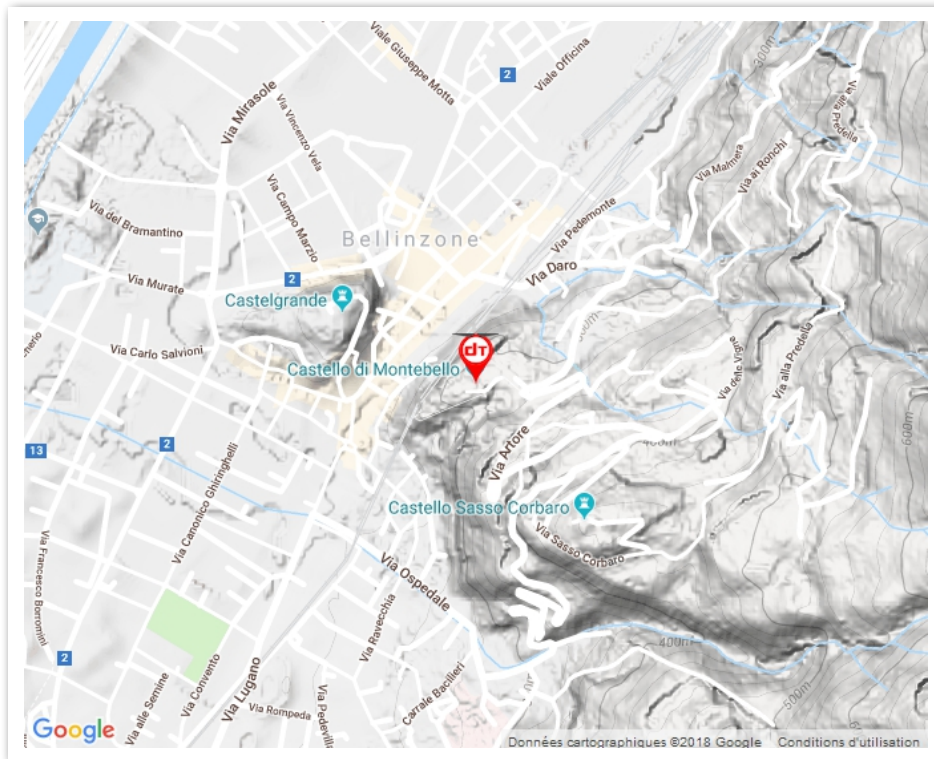 Viale Giuseppe Motta
2
Viale Officina
300m
Via alla Predella
Via Mirasole
Via Vincenzo Vela
Via Malmera
Via ai Ronchi
Via Campo Marzio
Via del Bramantino
Via Pedemonte
Bellinzone
Via Daro
2
Via Murate
Castelgrande
300m
Via Carlo Salvioni
dT
Castello di Montebello
Via delle Vigne
Via alla Predella
600m
2
13
Via Canonico Ghiringhelli
Via Artore
400m
Castello Sasso Corbaro
Via Sasso Corbaro
Via Francesco Borromini
Via Ospedale
Via Ravecchia
400m
2
Via Convento
Via alle Semine
Via Lugano
Via Rompeda
Via Pedevilla
Carrale Bacilieri
500m
Google
Données cartographiques ©2018 Google
Conditions d'utilisation